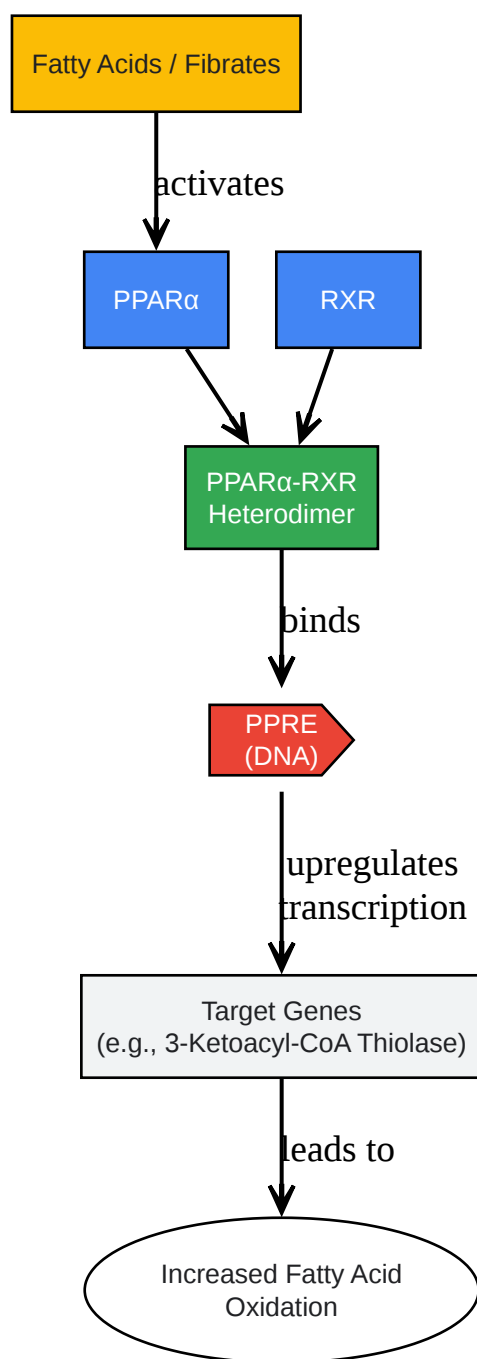 Fatty Acids / Fibrates
activates
PPARα
RXR
PPARα-RXR
Heterodimer
binds
PPRE
(DNA)
upregulates
transcription
Target Genes
(e.g., 3-Ketoacyl-CoA Thiolase)
leads to
Increased Fatty Acid
Oxidation